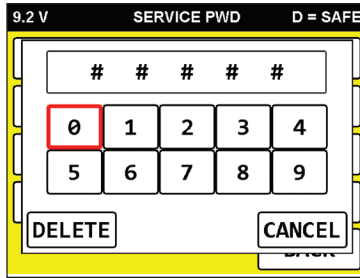 9.2 V SERVICE PWD D = SAFE
# # # # #
0 1 2 3 4
5 6 7 8 9
DELETE CANCEL